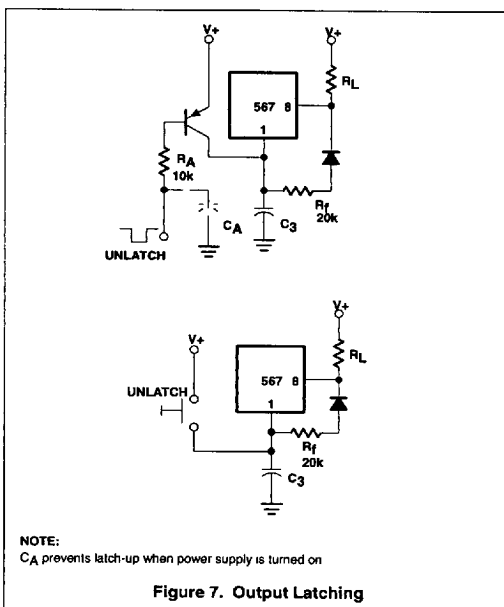 V+
V+
RL
567 8
1
RA
10k
Rf
20k
CA
C3
UNLATCH
V+
RL
V+
567 8
UNLATCH
1
Rf
20k
C3
NOTE:
CA prevents latch-up when power supply is turned on
Figure 7. Output Latching